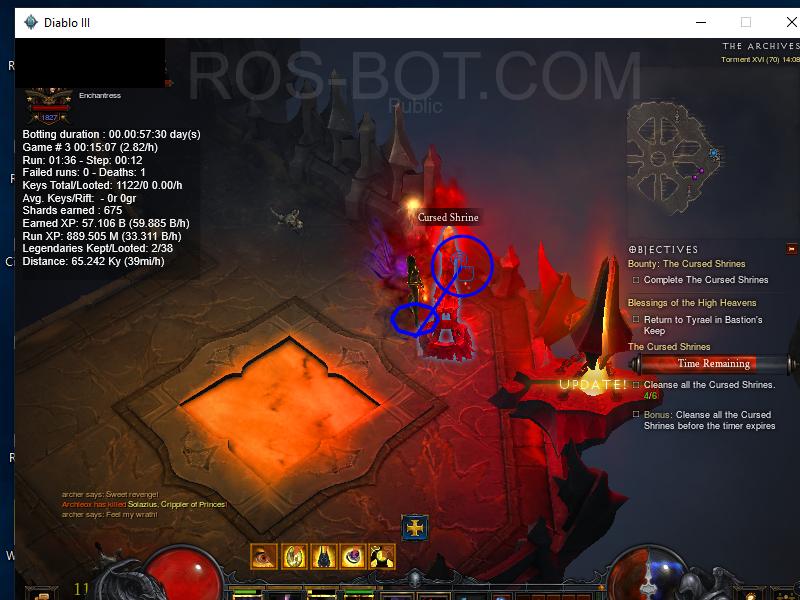 Diablo III
ROS-BOT.COM
Public
THE ARCHIVES
Torment XVI (70) 14:08
Enchantress
1827
Botting duration : 00.00:57:30 day(s)
Game # 3 00:15:07 (2.82/h)
Run: 01:36 - Step: 00:12
Failed runs: 0 - Deaths: 1
Keys Total/Looted: 1122/0 0.00/h
Avg. Keys/Rift: - 0r 0gr
Shards earned : 675
Earned XP: 57.106 B (59.885 B/h)
Run XP: 889.505 M (33.311 B/h)
Legendaries Kept/Looted: 2/38
Distance: 65.242 Ky (39mi/h)
Cursed Shrine
OBJECTIVES
Bounty: The Cursed Shrines
Complete The Cursed Shrines
Blessings of the High Heavens
Return to Tyrael in Bastion's
Keep
The Cursed Shrines
Time Remaining
UPDATE!
Cleanse all the Cursed Shrines.
4/6
Bonus: Cleanse all the Cursed
Shrines before the timer expires
archer says: Sweet revenge!
Archleox has killed Solazius, Crippler of Princes!
archer says: Feel my wrath!
11